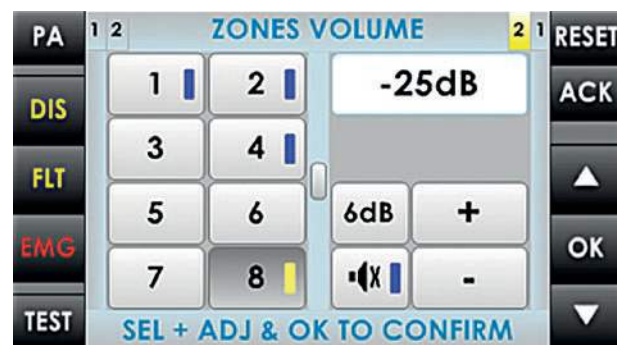 PA
DIS
FLT
EMG
TEST
1 2 ZONES VOLUME 2 1
1 2
3 4
5 6
7 8
-25dB
6dB +
-
SEL + ADJ & OK TO CONFIRM
RESET
ACK
OK